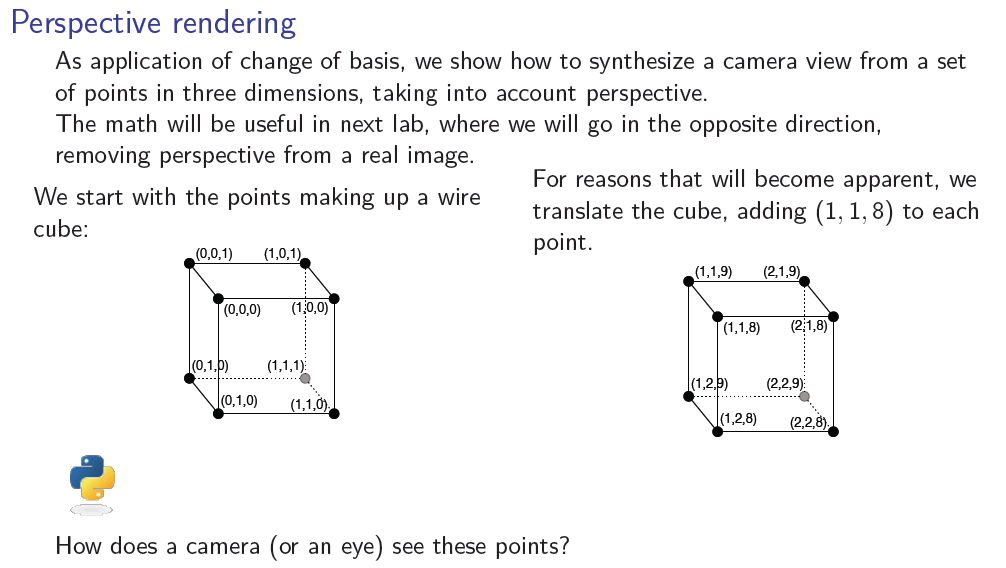 Perspective rendering
As application of change of basis, we show how to synthesize a camera view from a set
of points in three dimensions, taking into account perspective.
The math will be useful in next lab, where we will go in the opposite direction,
removing perspective from a real image.
We start with the points making up a wire
cube:
(0,0,1) (1,0,1)
(0,0,0) (1,0,0)
(0,1,0) (1,1,1)
(0,1,0) (1,1,0)
For reasons that will become apparent, we
translate the cube, adding (1, 1, 8) to each
point.
(1,1,9) (2,1,9)
(1,1,8) (2,1,8)
(1,2,9) (2,2,9)
(1,2,8) (2,2,8)
How does a camera (or an eye) see these points?